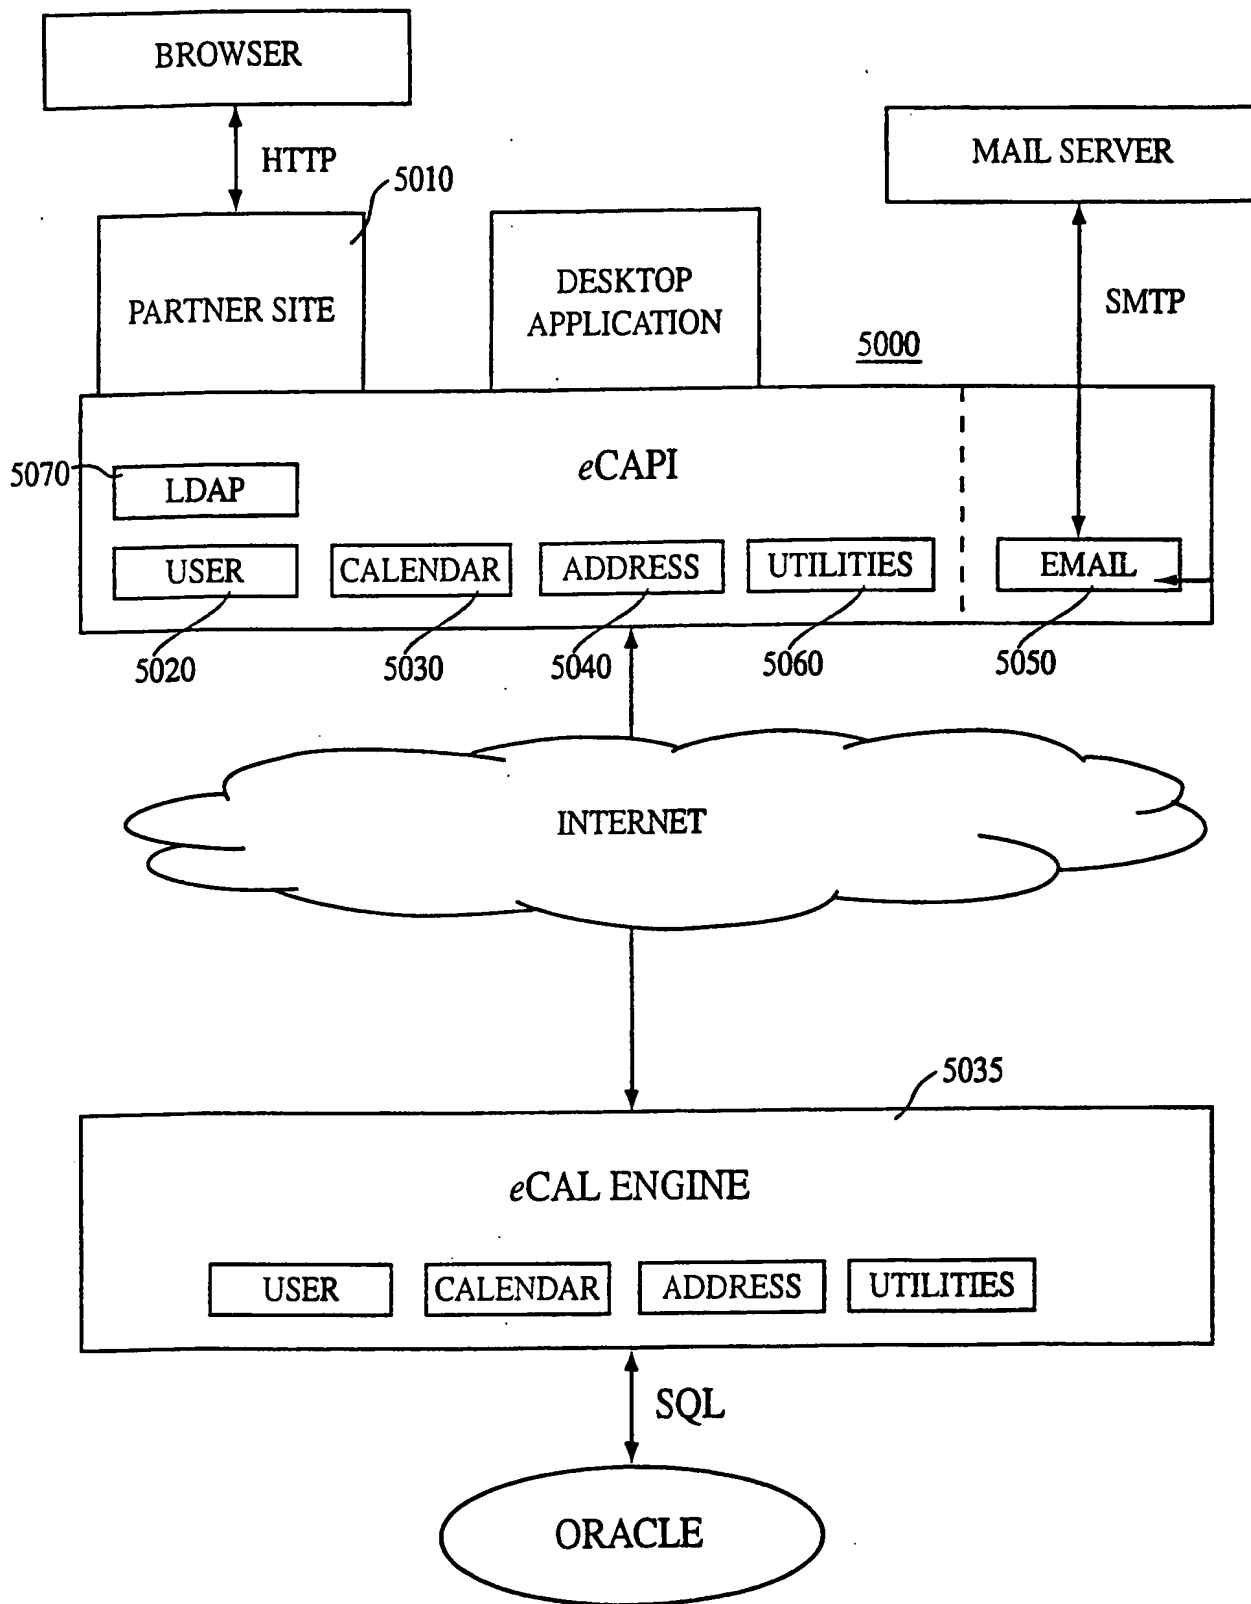 BROWSER
HTTP
MAIL SERVER
5010
PARTNER SITE
DESKTOP
APPLICATION
SMTP
5000
eCAPI
5070
LDAP
USER
CALENDAR
ADDRESS
UTILITIES
EMAIL
5020
5030
5040
5060
5050
INTERNET
5035
eCAL ENGINE
USER
CALENDAR
ADDRESS
UTILITIES
SQL
ORACLE